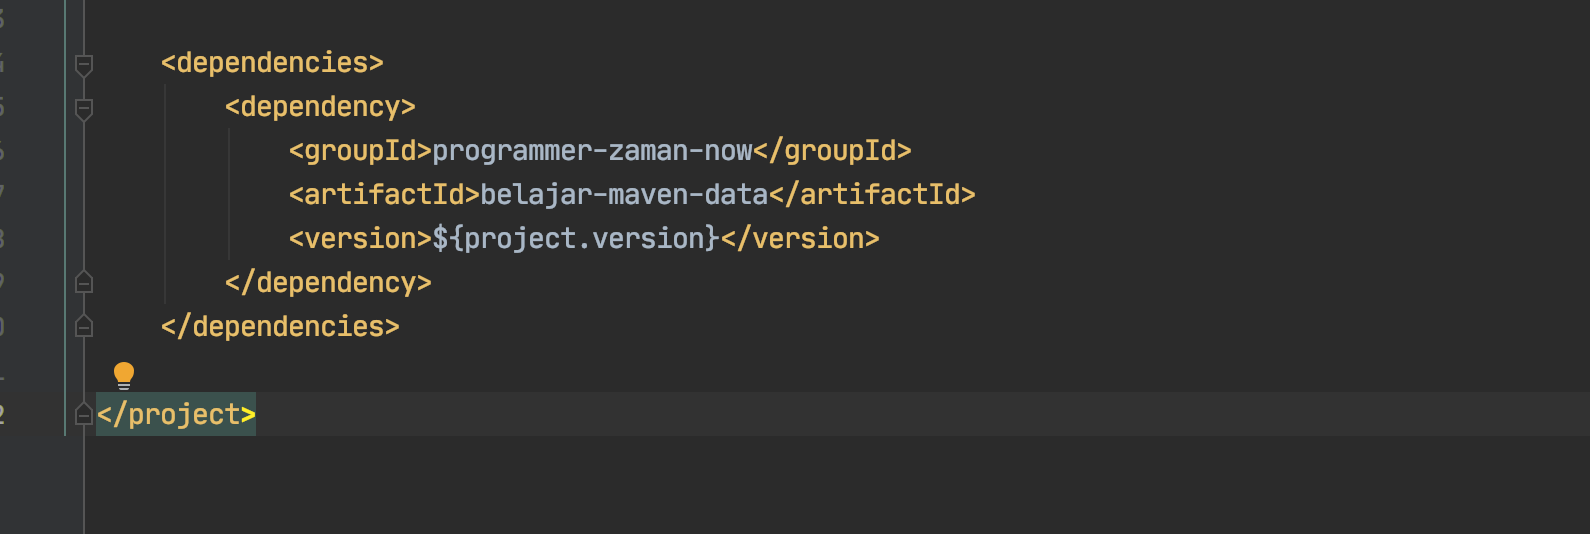 <dependencies>
<dependency>
<groupId>programmer-zaman-now</groupId>
<artifactId>belajar-maven-data</artifactId>
<version>${project.version}</version>
</dependency>
</dependencies>
</project>